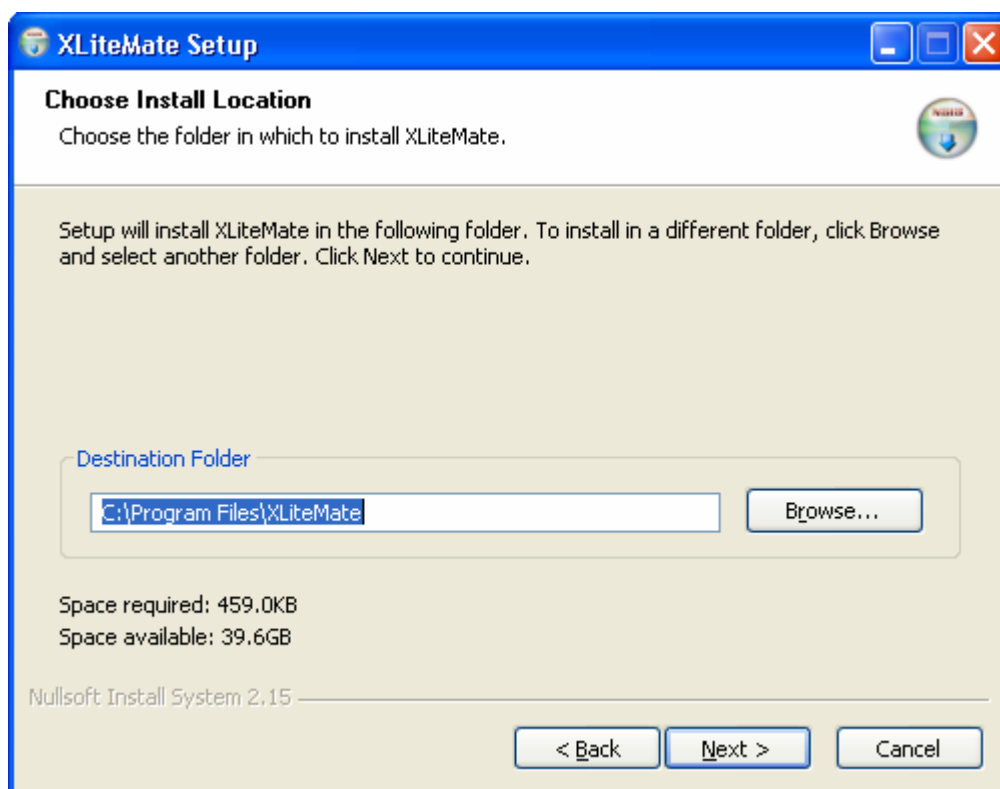 XLiteMate Setup
Choose Install Location
Choose the folder in which to install XLiteMate.
Setup will install XLiteMate in the following folder. To install in a different folder, click Browse
and select another folder. Click Next to continue.
Destination Folder
C:\Program Files\XLiteMate
Browse...
Space required: 459.0KB
Space available: 39.6GB
Nullsoft Install System 2.15
< Back
Next >
Cancel